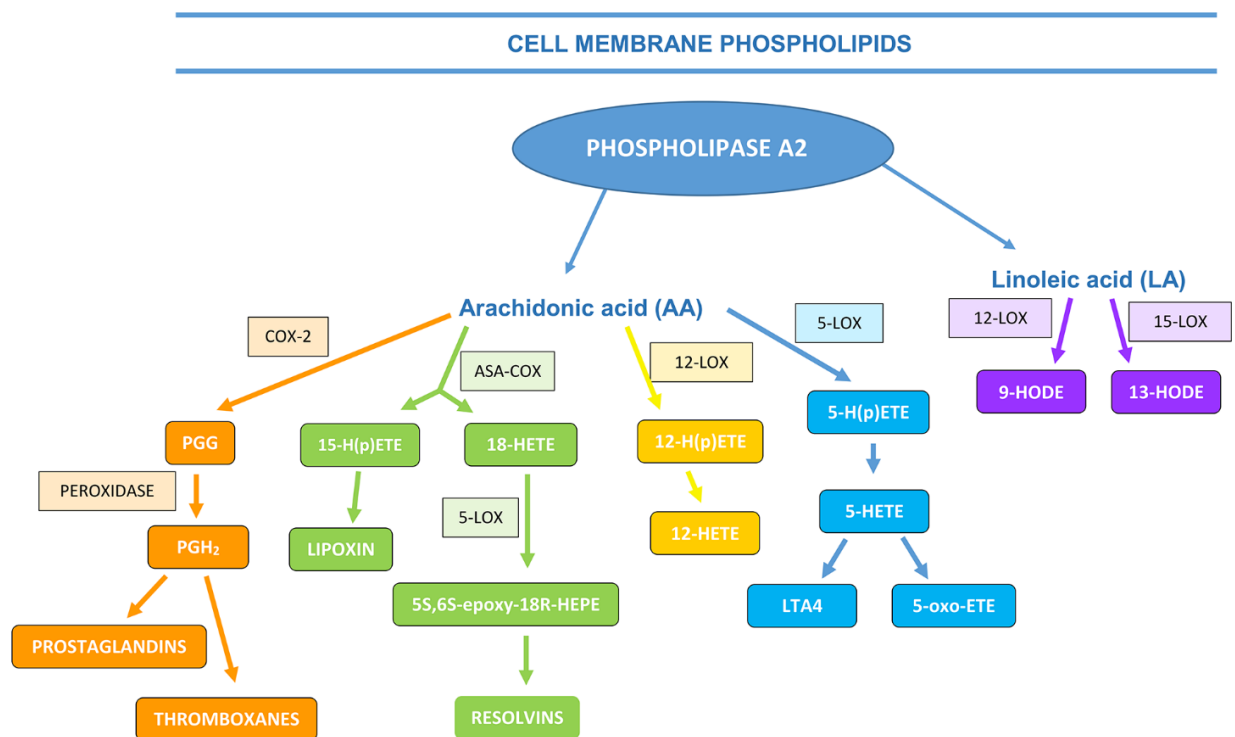 CELL MEMBRANE PHOSPHOLIPIDS
PHOSPHOLIPASE A2
Linoleic acid (LA)
Arachidonic acid (AA)
COX-2
ASA-COX
12-LOX
5-LOX
12-LOX
15-LOX
9-HODE
13-HODE
5-H(p)ETE
PGG
15-H(p)ETE
18-HETE
12-H(p)ETE
PEROXIDASE
5-LOX
5-HETE
12-HETE
PGH₂
LIPOXIN
5S,6S-epoxy-18R-HEPE
LTA4
5-oxo-ETE
PROSTAGLANDINS
THROMBOXANES
RESOLVINS